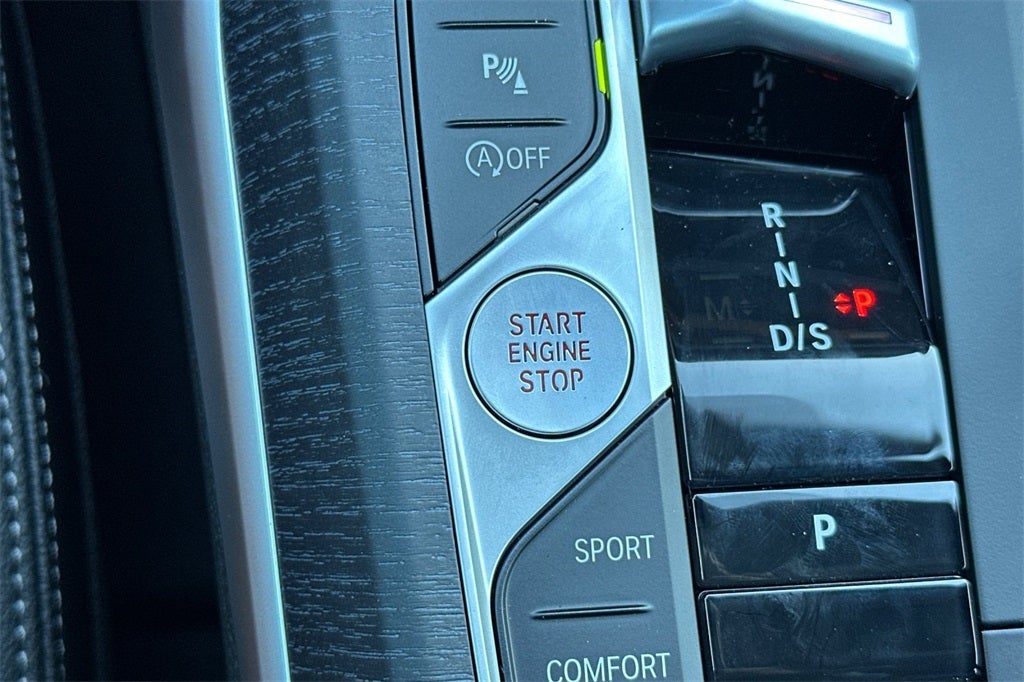 P
A OFF
START
ENGINE
STOP
R
N
D/S
M
P
P
SPORT
COMFORT